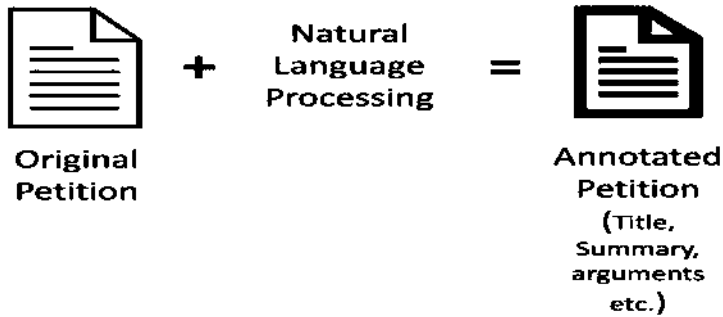 Original
Petition
+
Natural
Language
Processing
=
Annotated
Petition
(Title,
Summary,
arguments
etc.)